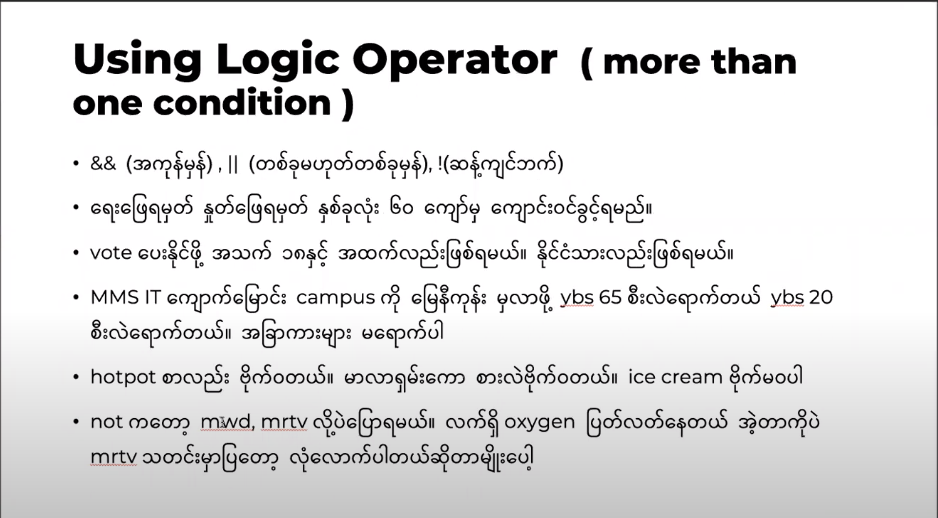 Using Logic Operator ( more than
one condition )
• && (အကုန်မှန်) , || (တစ်ခုမဟုတ်တစ်ခုမှန်), !(ဆန့်ကျင်ဘက်)
• ရေးဖြေရမှတ် နှုတ်ဖြေရမှတ် နှစ်ခုလုံး ၆၀ ကျော်မှ ကျောင်းဝင်ခွင့်ရမည်။
• vote ပေးနိုင်ဖို့ အသက် ၁၈နှင့် အထက်လည်းဖြစ်ရမယ်။ နိုင်ငံသားလည်းဖြစ်ရမယ်။
• MMS IT ကျောက်မြောင်း campus ကို မြေနီကုန်း မှလာဖို့ ybs 65 စီးလဲရောက်တယ် ybs 20
စီးလဲရောက်တယ်။ အခြာကားများ မရောက်ပါ
• hotpot စာလည်း ဗိုက်ဝတယ်။ မာလာရှမ်းကော စားလဲဗိုက်ဝတယ်။ ice cream ဗိုက်မဝပါ
• not ကတော့ mwd, mrtv လို့ပဲပြောရမယ်။ လက်ရှိ oxygen ပြတ်လတ်နေတယ် အဲ့တာကိုပဲ
mrtv သတင်းမှာပြတော့ လုံလောက်ပါတယ်ဆိုတာမျိုးပေါ့